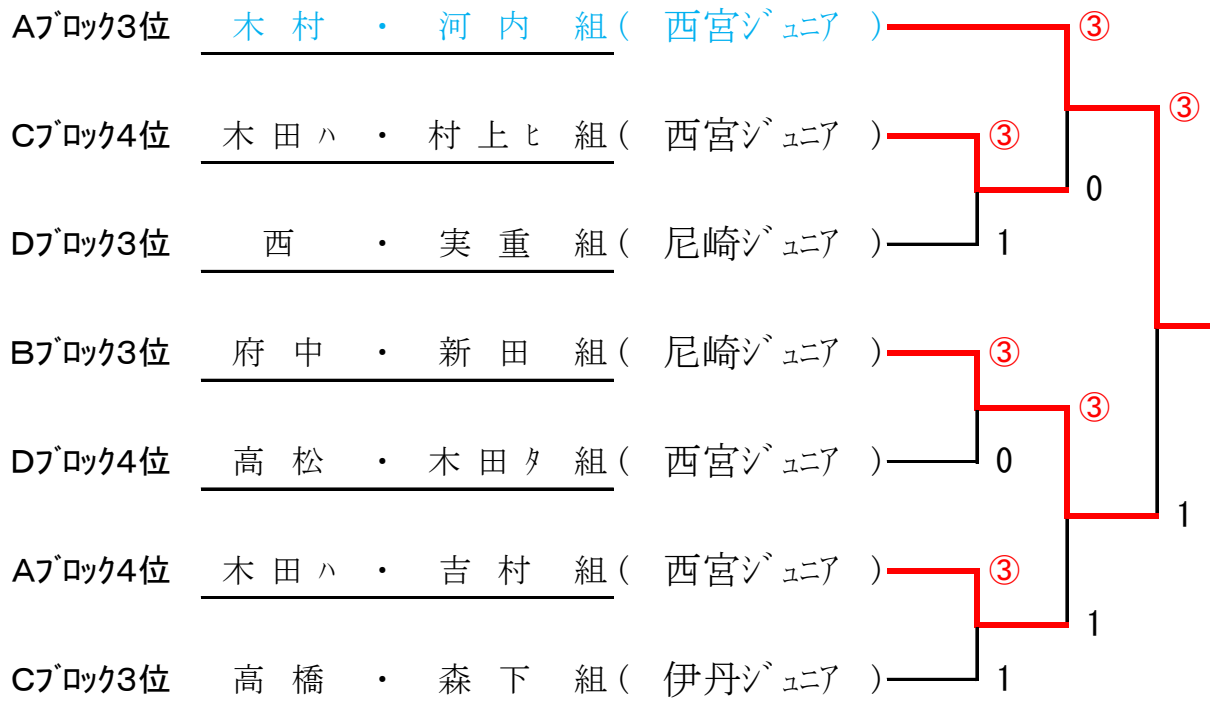 Aﾌﾞﾛｯｸ3位 木村 ・ 河内 組( 西宮ｼﾞｭﾆｱ ) ③
③
Cﾌﾞﾛｯｸ4位 木田ハ ・ 村上ヒ 組( 西宮ｼﾞｭﾆｱ ) ③
0
Dﾌﾞﾛｯｸ3位 西 ・ 実重 組( 尼崎ｼﾞｭﾆｱ ) 1
Bﾌﾞﾛｯｸ3位 府中 ・ 新田 組( 尼崎ｼﾞｭﾆｱ ) ③
③
Dﾌﾞﾛｯｸ4位 高松 ・ 木田タ 組( 西宮ｼﾞｭﾆｱ ) 0
1
Aﾌﾞﾛｯｸ4位 木田ハ ・ 吉村 組( 西宮ｼﾞｭﾆｱ ) ③
1
Cﾌﾞﾛｯｸ3位 高橋 ・ 森下 組( 伊丹ｼﾞｭﾆｱ ) 1